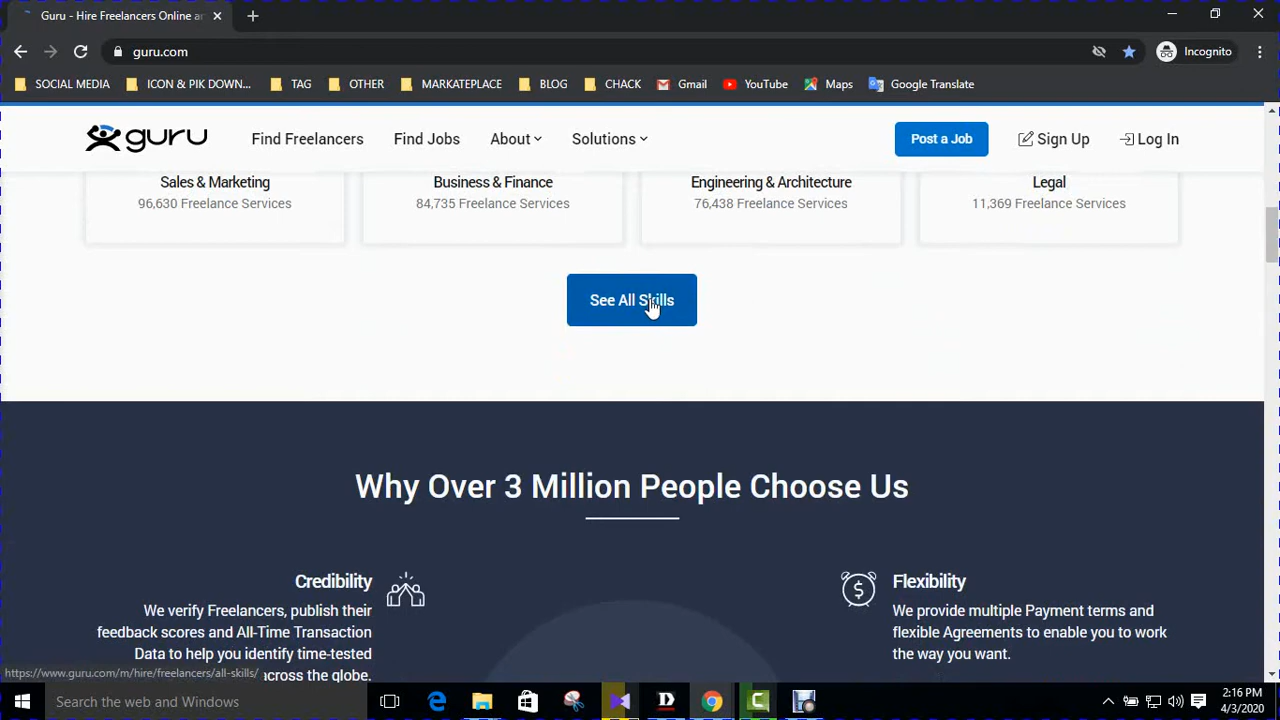 Guru - Hire Freelancers Online ar
guru.com
Incognito
SOCIAL MEDIA
ICON & PIK DOWN...
TAG
OTHER
MARKATEPLACE
BLOG
CHACK
Gmail
YouTube
Maps
Google Translate
guru
Find Freelancers
Find Jobs
About
Solutions
Post a Job
Sign Up
Log In
Sales & Marketing
Business & Finance
Engineering & Architecture
Legal
96,630 Freelance Services
84,735 Freelance Services
76,438 Freelance Services
11,369 Freelance Services
See All Skills
Why Over 3 Million People Choose Us
Credibility
We verify Freelancers, publish their
feedback scores and All-Time Transaction
Data to help you identify time-tested
across the globe.
Flexibility
We provide multiple Payment terms and
flexible Agreements to enable you to work
the way you want.
https://www.guru.com/m/hire/freelancers/all-skills/
Search the web and Windows
2:16 PM
4/3/2020